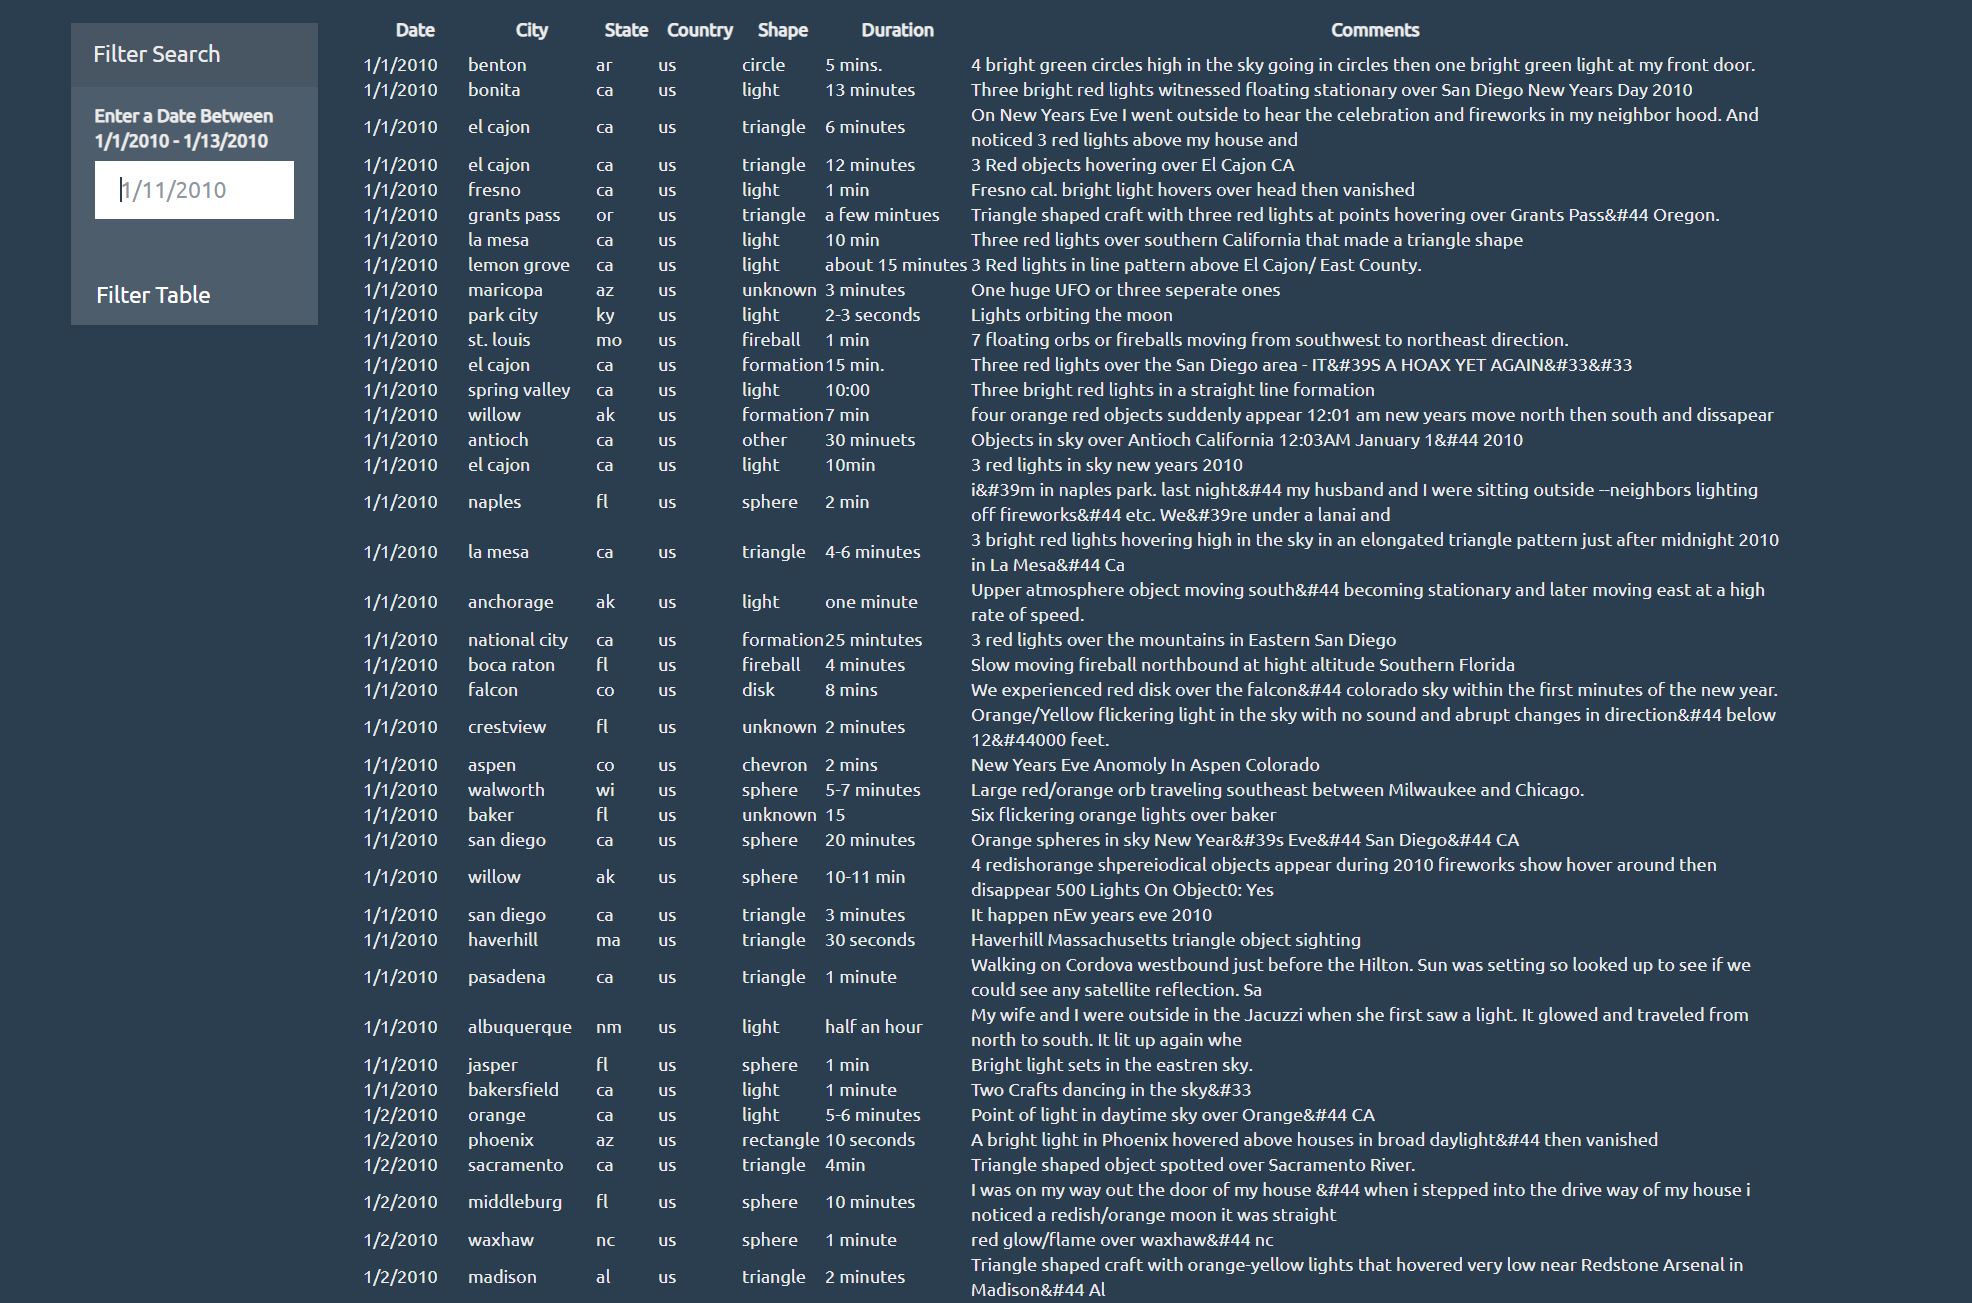 Filter Search
Enter a Date Between
1/1/2010 - 1/13/2010
1/11/2010
Filter Table
Date City State Country Shape Duration Comments
1/1/2010 benton ar us circle 5 mins. 4 bright green circles high in the sky going in circles then one bright green light at my front door.
1/1/2010 bonita ca us light 13 minutes Three bright red lights witnessed floating stationary over San Diego New Years Day 2010
1/1/2010 el cajon ca us triangle 6 minutes On New Years Eve I went outside to hear the celebration and fireworks in my neighbor hood. And
noticed 3 red lights above my house and
1/1/2010 el cajon ca us triangle 12 minutes 3 Red objects hovering over El Cajon CA
1/1/2010 fresno ca us light 1 min Fresno cal. bright light hovers over head then vanished
1/1/2010 grants pass or us triangle a few mintues Triangle shaped craft with three red lights at points hovering over Grants Pass&#44 Oregon.
1/1/2010 la mesa ca us light 10 min Three red lights over southern California that made a triangle shape
1/1/2010 lemon grove ca us light about 15 minutes 3 Red lights in line pattern above El Cajon/ East County.
1/1/2010 maricopa az us unknown 3 minutes One huge UFO or three seperate ones
1/1/2010 park city ky us light 2-3 seconds Lights orbiting the moon
1/1/2010 st. louis mo us fireball 1 min 7 floating orbs or fireballs moving from southwest to northeast direction.
1/1/2010 el cajon ca us formation 15 min. Three red lights over the San Diego area - IT&#39S A HOAX YET AGAIN&#33&#33
1/1/2010 spring valley ca us light 10:00 Three bright red lights in a straight line formation
1/1/2010 willow ak us formation 7 min four orange red objects suddenly appear 12:01 am new years move north then south and dissapear
1/1/2010 antioch ca us other 30 minuets Objects in sky over Antioch California 12:03AM January 1&#44 2010
1/1/2010 el cajon ca us light 10min 3 red lights in sky new years 2010
1/1/2010 naples fl us sphere 2 min i&#39m in naples park. last night&#44 my husband and I were sitting outside --neighbors lighting
off fireworks&#44 etc. We&#39re under a lanai and
1/1/2010 la mesa ca us triangle 4-6 minutes 3 bright red lights hovering high in the sky in an elongated triangle pattern just after midnight 2010
in La Mesa&#44 Ca
1/1/2010 anchorage ak us light one minute Upper atmosphere object moving south&#44 becoming stationary and later moving east at a high
rate of speed.
1/1/2010 national city ca us formation 25 mintutes 3 red lights over the mountains in Eastern San Diego
1/1/2010 boca raton fl us fireball 4 minutes Slow moving fireball northbound at hight altitude Southern Florida
1/1/2010 falcon co us disk 8 mins We experienced red disk over the falcon&#44 colorado sky within the first minutes of the new year.
1/1/2010 crestview fl us unknown 2 minutes Orange/Yellow flickering light in the sky with no sound and abrupt changes in direction&#44 below
12&#44000 feet.
1/1/2010 aspen co us chevron 2 mins New Years Eve Anomoly In Aspen Colorado
1/1/2010 walworth wi us sphere 5-7 minutes Large red/orange orb traveling southeast between Milwaukee and Chicago.
1/1/2010 baker fl us unknown 15 Six flickering orange lights over baker
1/1/2010 san diego ca us sphere 20 minutes Orange spheres in sky New Year&#39s Eve&#44 San Diego&#44 CA
1/1/2010 willow ak us sphere 10-11 min 4 redishorange shpereiodical objects appear during 2010 fireworks show hover around then
disappear 500 Lights On Object0: Yes
1/1/2010 san diego ca us triangle 3 minutes It happen nEw years eve 2010
1/1/2010 haverhill ma us triangle 30 seconds Haverhill Massachusetts triangle object sighting
1/1/2010 pasadena ca us triangle 1 minute Walking on Cordova westbound just before the Hilton. Sun was setting so looked up to see if we
could see any satellite reflection. Sa
1/1/2010 albuquerque nm us light half an hour My wife and I were outside in the Jacuzzi when she first saw a light. It glowed and traveled from
north to south. It lit up again whe
1/1/2010 jasper fl us sphere 1 min Bright light sets in the eastren sky.
1/1/2010 bakersfield ca us light 1 minute Two Crafts dancing in the sky&#33
1/2/2010 orange ca us light 5-6 minutes Point of light in daytime sky over Orange&#44 CA
1/2/2010 phoenix az us rectangle 10 seconds A bright light in Phoenix hovered above houses in broad daylight&#44 then vanished
1/2/2010 sacramento ca us triangle 4min Triangle shaped object spotted over Sacramento River.
1/2/2010 middleburg fl us sphere 10 minutes I was on my way out the door of my house &#44 when i stepped into the drive way of my house i
noticed a redish/orange moon it was straight
1/2/2010 waxhaw nc us sphere 1 minute red glow/flame over waxhaw&#44 nc
1/2/2010 madison al us triangle 2 minutes Triangle shaped craft with orange-yellow lights that hovered very low near Redstone Arsenal in
Madison&#44 Al